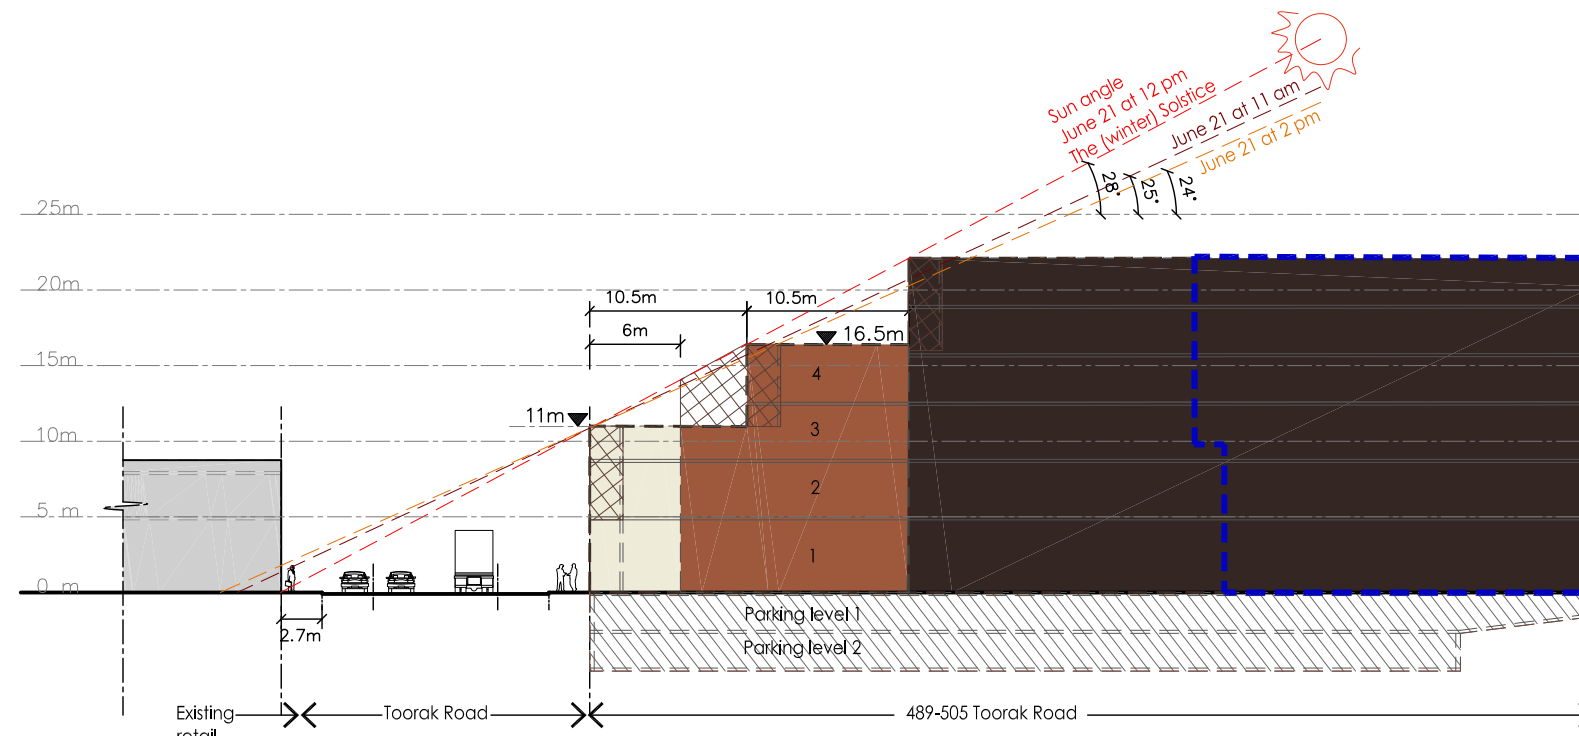 Sun angle
June 21 at 12 pm
The (winter) Solstice
June 21 at 11 am
June 21 at 2 pm
28°
25°
24°
25m
20m
10.5m
10.5m
6m
16.5m
15m
4
11m
3
10m
2
5 m
1
0 m
Parking level 1
2.7m
Parking level 2
Existing
retail
Toorak Road
489-505 Toorak Road